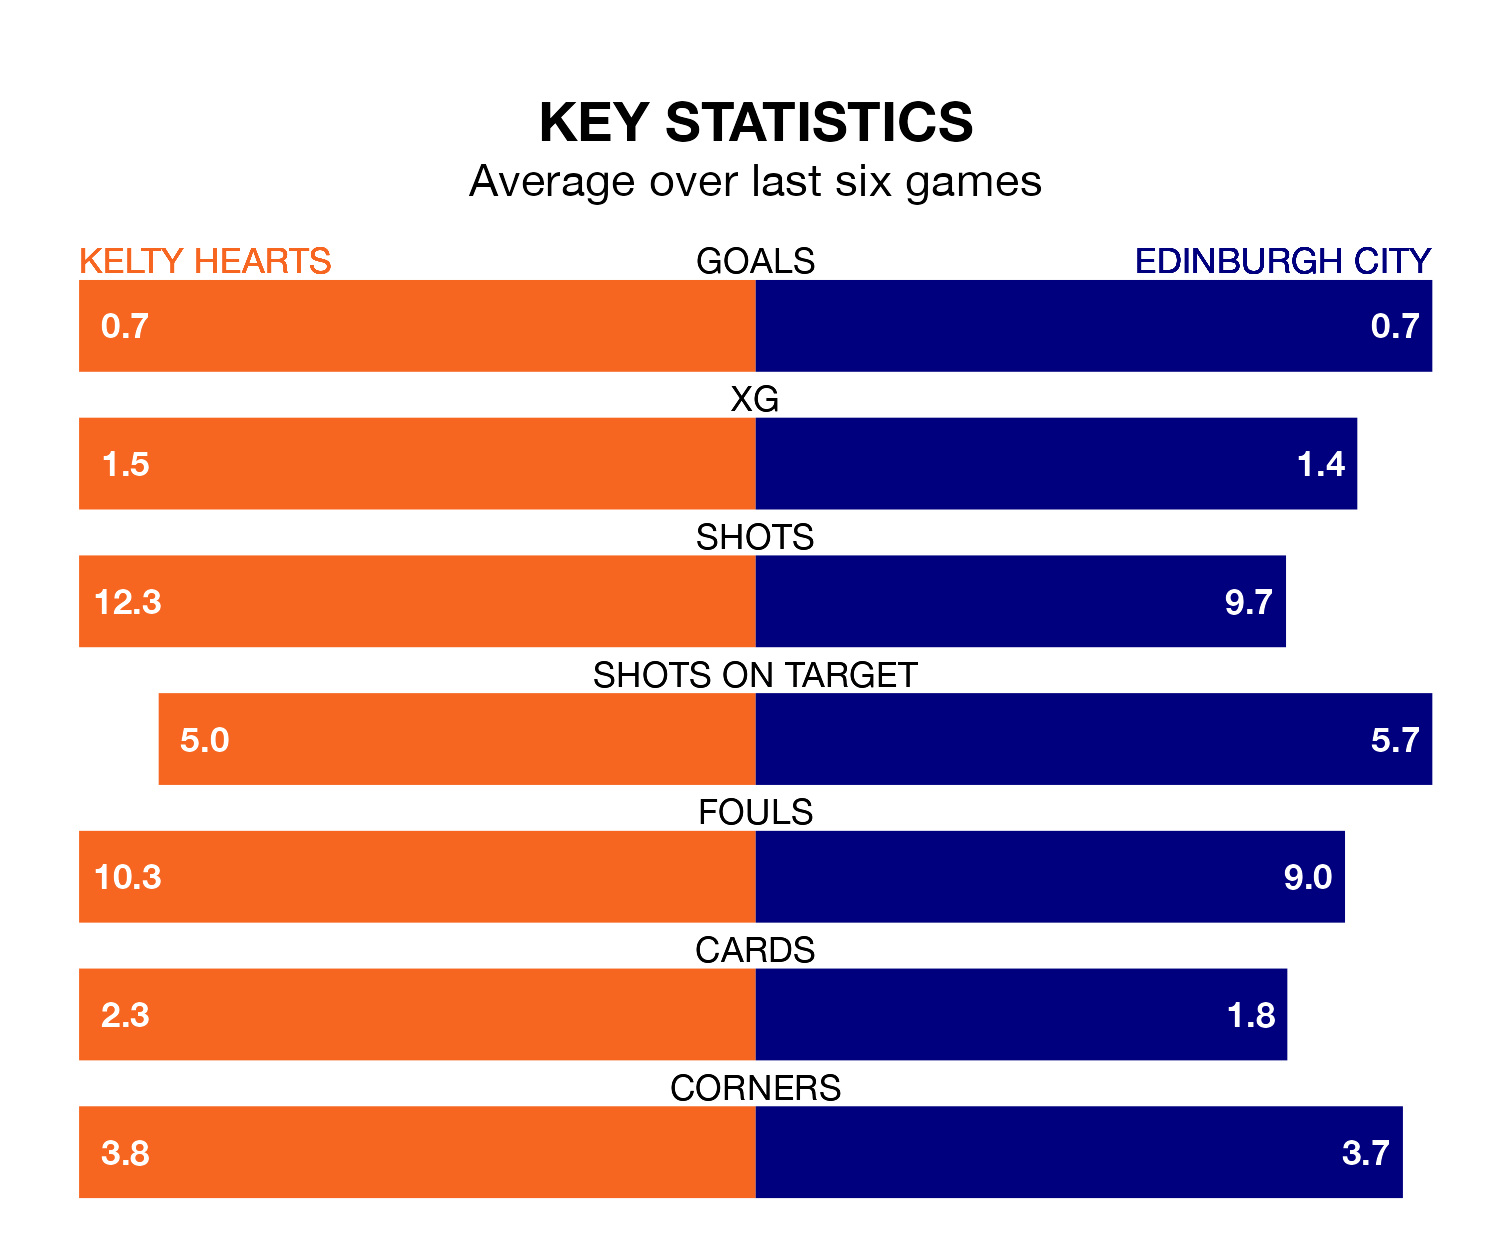 KEY STATISTICS
Average over last six games
KELTY HEARTS GOALS EDINBURGH CITY
0.7 0.7
XG
1.5 1.4
SHOTS
12.3 9.7
SHOTS ON TARGET
5.0 5.7
FOULS
10.3 9.0
CARDS
2.3 1.8
CORNERS
3.8 3.7